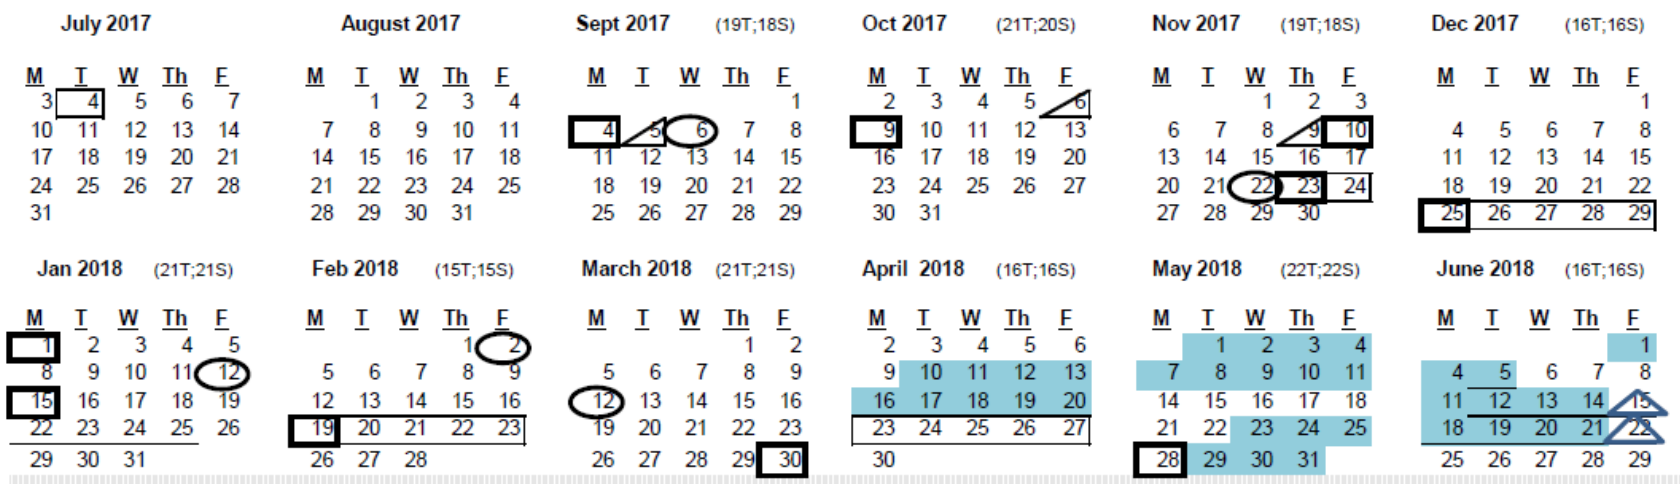 July 2017 August 2017 Sept 2017 (19T;18S) Oct 2017 (21T;20S) Nov 2017 (19T;18S) Dec 2017 (16T;16S)
M T W Th F M T W Th F M T W Th F M T W Th F M T W Th F M T W Th F
3 4 5 6 7 1 2 3 4 1 2 3 4 5 6 1 2 3 1
10 11 12 13 14 7 8 9 10 11 4 5 6 7 8 9 10 11 12 13 6 7 8 9 10 4 5 6 7 8
17 18 19 20 21 14 15 16 17 18 11 12 13 14 15 16 17 18 19 20 13 14 15 16 17 11 12 13 14 15
24 25 26 27 28 21 22 23 24 25 18 19 20 21 22 23 24 25 26 27 20 21 22 23 24 18 19 20 21 22
31 28 29 30 31 25 26 27 28 29 30 31 27 28 29 30 25 26 27 28 29
Jan 2018 (21T;21S) Feb 2018 (15T;15S) March 2018 (21T;21S) April 2018 (16T;16S) May 2018 (22T;22S) June 2018 (16T;16S)
M T W Th F M T W Th F M T W Th F M T W Th F M T W Th F M T W Th F
1 2 3 4 5 1 2 1 2 2 3 4 5 6 1 2 3 4 1
8 9 10 11 12 5 6 7 8 9 5 6 7 8 9 9 10 11 12 13 7 8 9 10 11 4 5 6 7 8
15 16 17 18 19 12 13 14 15 16 12 13 14 15 16 16 17 18 19 20 14 15 16 17 18 11 12 13 14 15
22 23 24 25 26 19 20 21 22 23 19 20 21 22 23 23 24 25 26 27 21 22 23 24 25 18 19 20 21 22
29 30 31 26 27 28 26 27 28 29 30 30 28 29 30 31 25 26 27 28 29